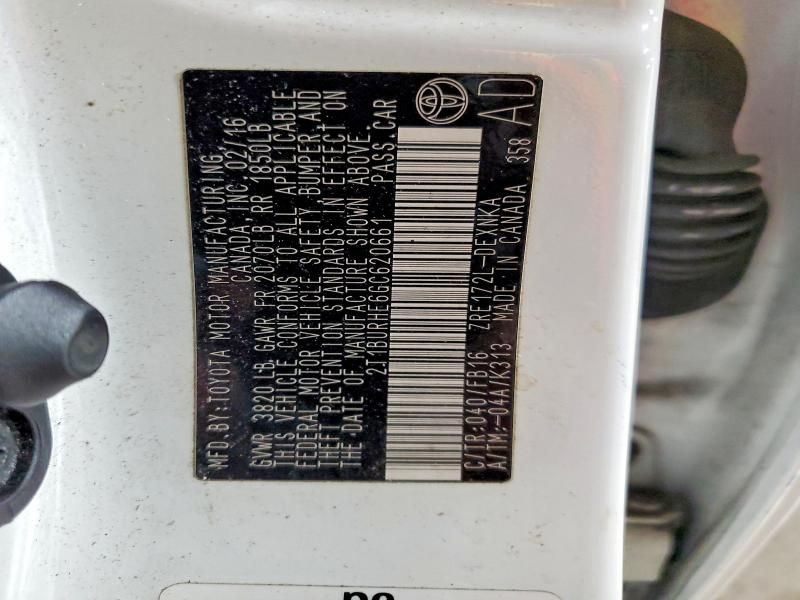 MFD.BY:TOYOTA MOTOR MANUFACTURING
CANADA, INC. 02/16
GVWR 3820LB GAWR FR 2070LB RR 1850LB
THIS VEHICLE CONFORMS TO ALL APPLICABLE
FEDERAL MOTOR VEHICLE SAFETY, BUMPER, AND
THEFT PREVENTION STANDARDS IN EFFECT ON
THE DATE OF MANUFACTURE SHOWN ABOVE.
2T1BURHE6GC620661 PASS.CAR
C/TR:040/FB16 ZRE172L-DEXNKA
A/TM:-04A/K313 MADE IN CANADA 358
AD